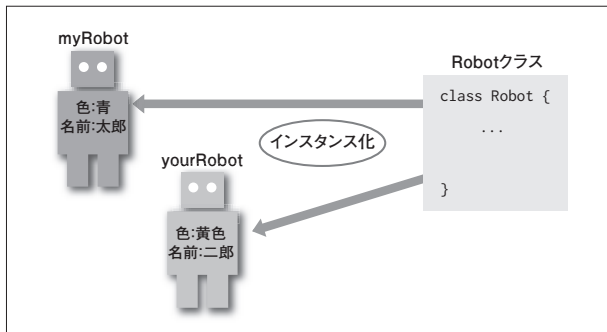 myRobot
色:青
名前:太郎
インスタンス化
yourRobot
色:黄色
名前:二郎
Robotクラス
class Robot {
...
}